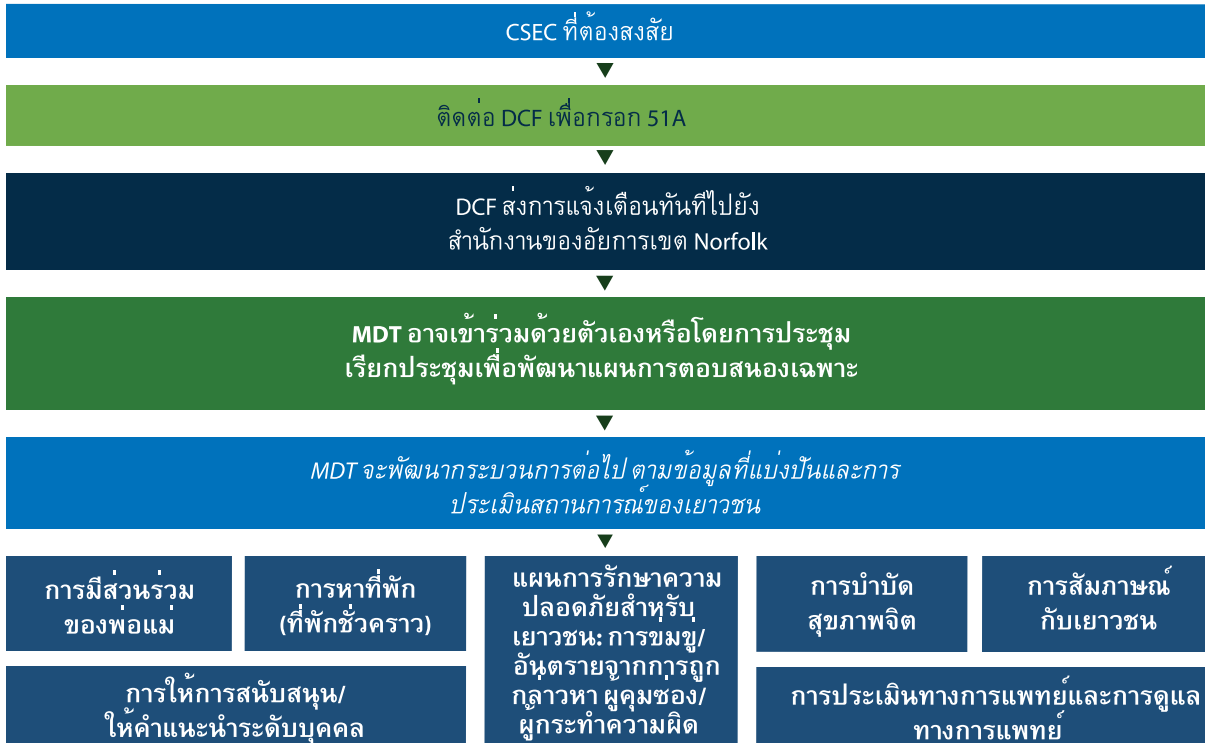 CSEC ที่ต้องสงสัย
ติดต่อ DCF เพื่อกรอก 51A
DCF ส่งการแจ้งเตือนทันทีไปยัง
สำนักงานของอัยการเขต Norfolk
MDT อาจเข้าร่วมด้วยตัวเองหรือโดยการประชุม
เรียกประชุมเพื่อพัฒนาแผนการตอบสนองเฉพาะ
MDT จะพัฒนากระบวนการต่อไป ตามข้อมูลที่แบ่งปันและการ
ประเมินสถานการณ์ของเยาวชน
การมีส่วนร่วม
ของพ่อแม่
การหาที่พัก
(ที่พักชั่วคราว)
แผนการรักษาความ
ปลอดภัยสำหรับ
เยาวชน: การข่มขู่/
อันตรายจากการถูก
กล่าวหา ผู้คุมซ่อง/
ผู้กระทำความผิด
การบำบัด
สุขภาพจิต
การสัมภาษณ์
กับเยาวชน
การให้การสนับสนุน/
ให้คำแนะนำระดับบุคคล
การประเมินทางการแพทย์และการดูแล
ทางการแพทย์